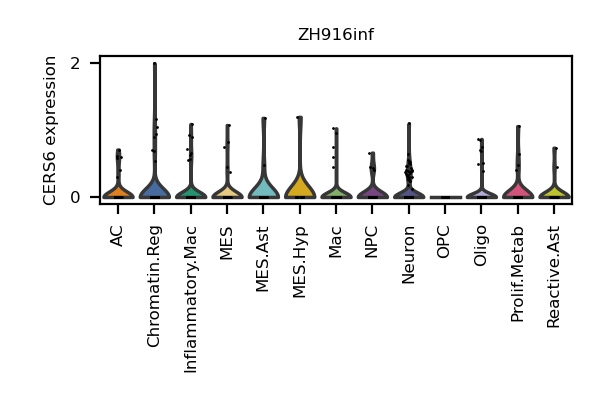 ZH916inf
CERS6 expression
2
0
AC
Chromatin.Reg
Inflammatory.Mac
MES
MES.Ast
MES.Hyp
Mac
NPC
Neuron
OPC
Oligo
Prolif.Metab
Reactive.Ast